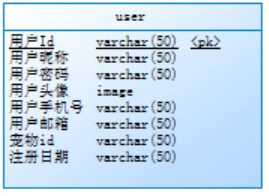 user
用户Id varchar(50) <pk>
用户昵称 varchar(50)
用户密码 varchar(50)
用户头像 image
用户手机号 varchar(50)
用户邮箱 varchar(50)
宠物id varchar(50)
注册日期 varchar(50)